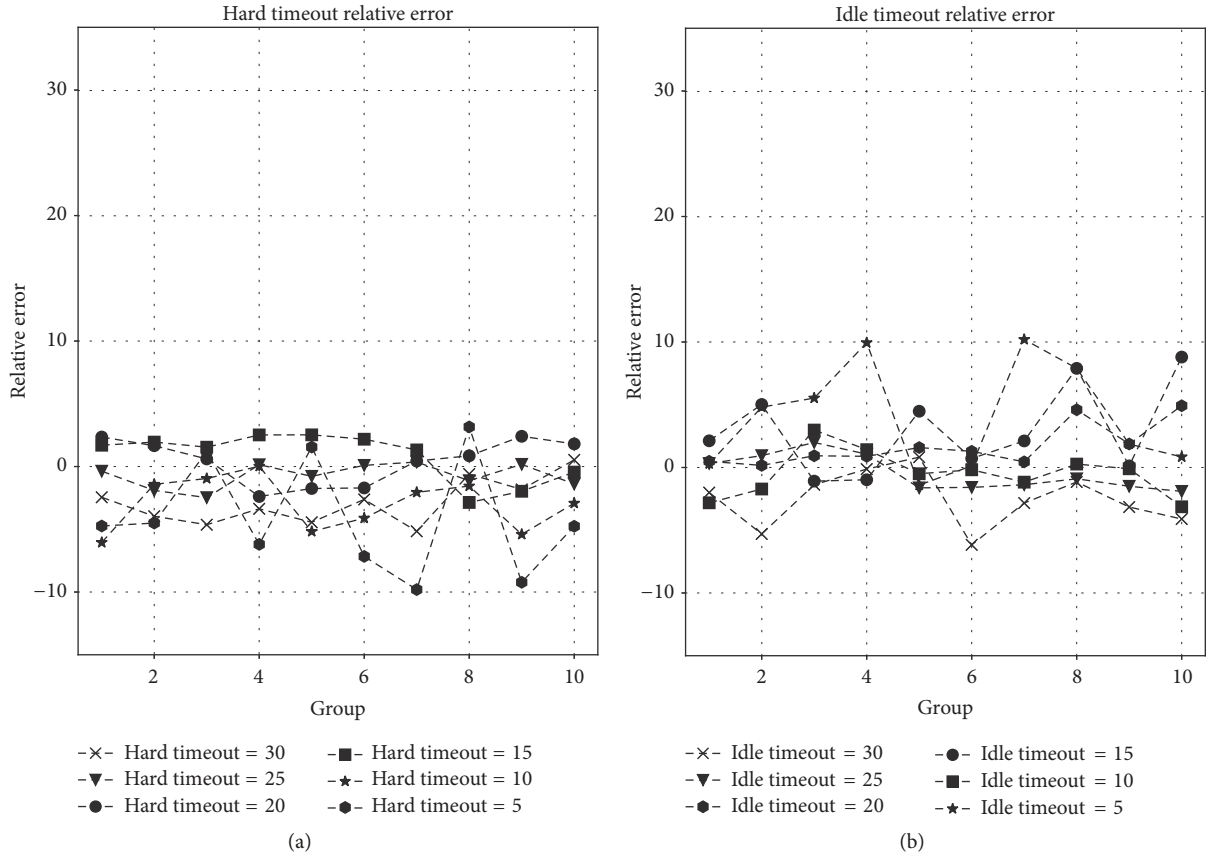 Hard timeout relative error
30
20
10
0
−10
Relative error
2 4 6 8 10
Group
Hard timeout = 30
Hard timeout = 25
Hard timeout = 20
Hard timeout = 15
Hard timeout = 10
Hard timeout = 5
(a)
Idle timeout relative error
30
20
10
0
−10
Relative error
2 4 6 8 10
Group
Idle timeout = 30
Idle timeout = 25
Idle timeout = 20
Idle timeout = 15
Idle timeout = 10
Idle timeout = 5
(b)